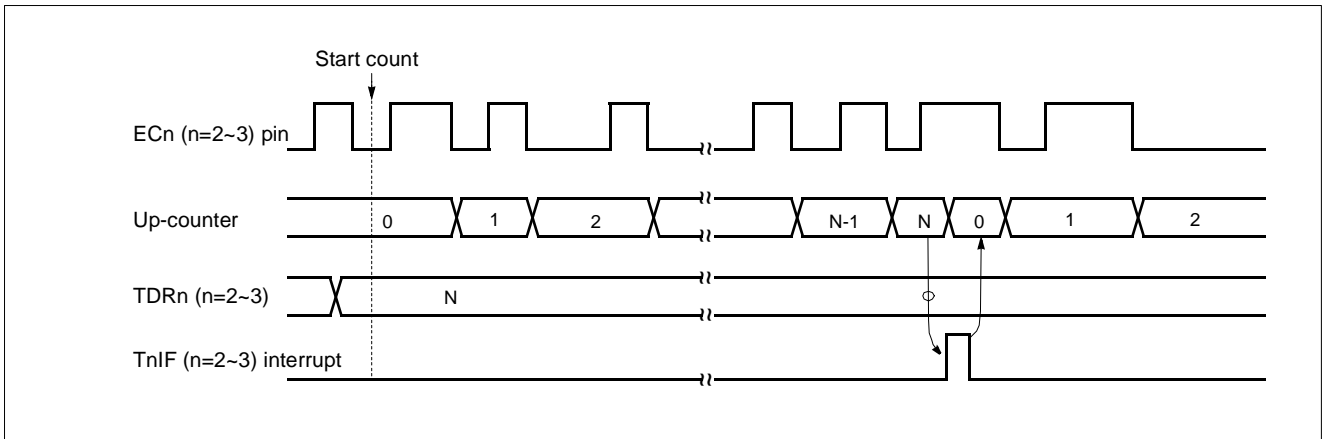 Start count
ECn (n=2~3) pin
Up-counter
0 1 2 N-1 N 0 1 2
TDRn (n=2~3)
N
TnIF (n=2~3) interrupt